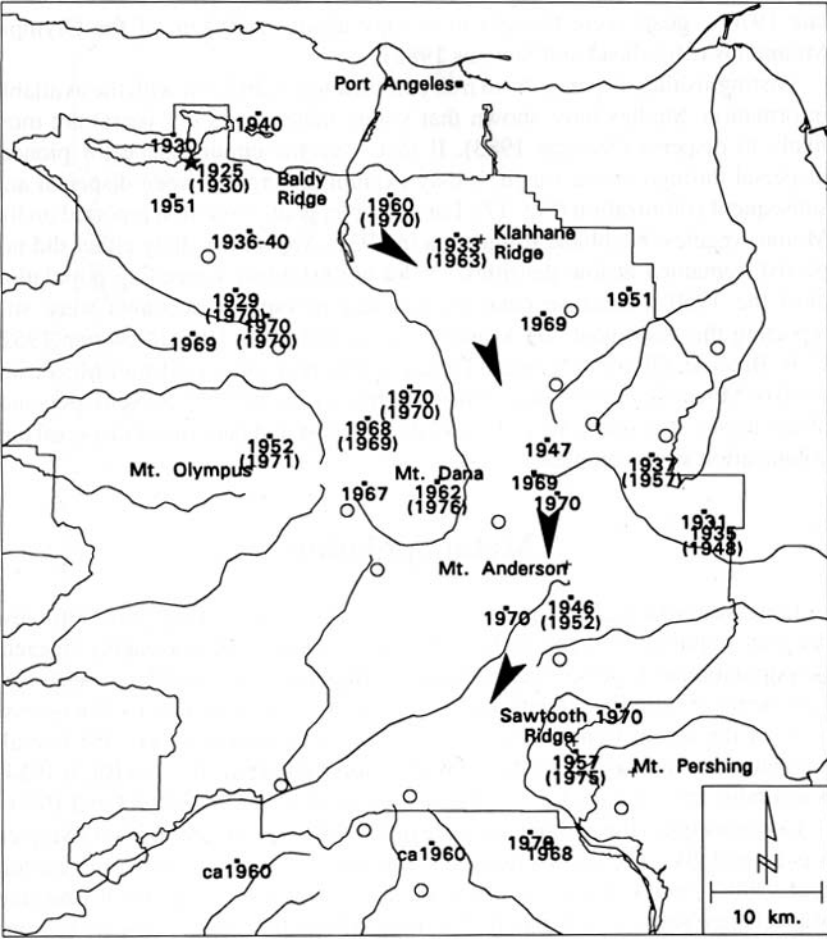 Port Angeles
1940
1930
1925
(1930)
Baldy
Ridge
1951
1960
(1970)
1936-40
1933
(1963)
Klahhane
Ridge
1929
(1970)
1951
1970
(1970)
1969
1969
1970
(1970)
1968
(1969)
1952
(1971)
Mt. Olympus
1947
Mt. Dana
1937
(1957)
1967
1962
(1976)
1969
1970
1931
1935
(1948)
Mt. Anderson
1970
1946
(1952)
Sawtooth
Ridge
1970
1957
(1975)
Mt. Pershing
ca1960
ca1960
1968
N
10 km.